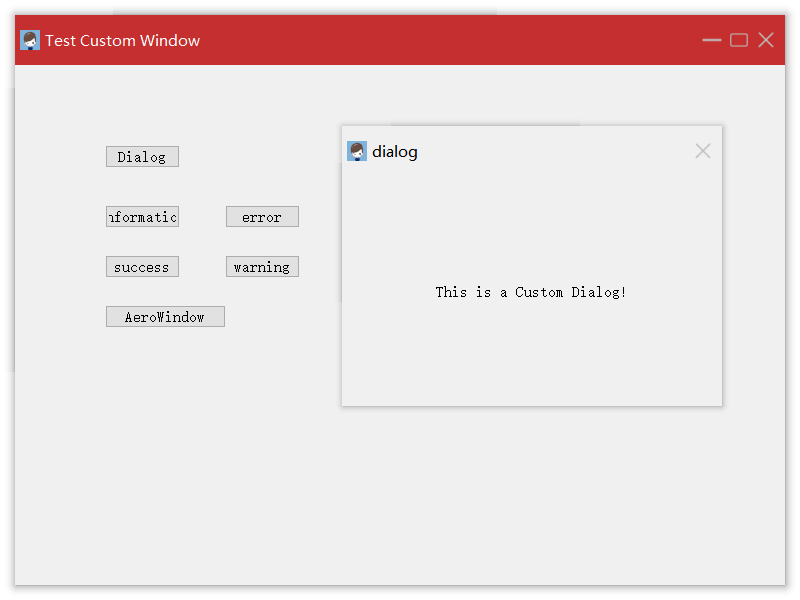 Test Custom Window
dialog
Dialog
nformatic
error
success
warning
This is a Custom Dialog!
AeroWindow